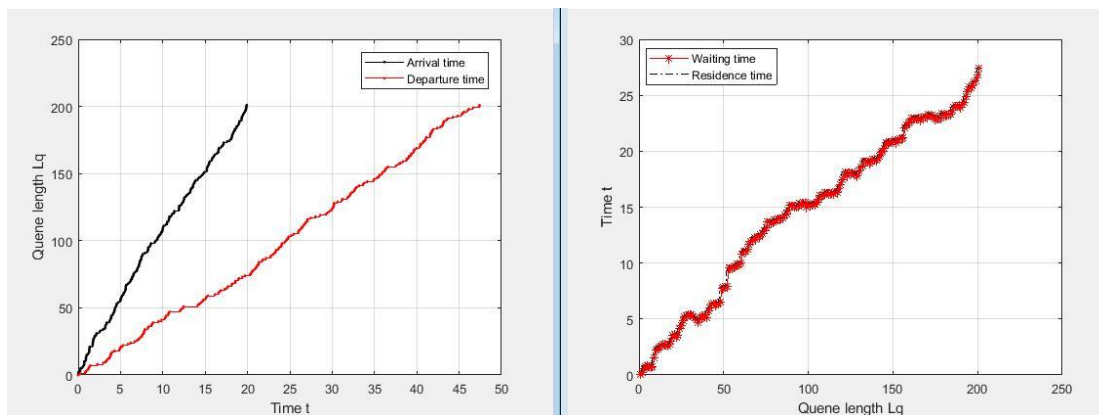 250
200
150
100
50
0
Quene length Lq
0 5 10 15 20 25 30 35 40 45 50
Time t
Arrival time
Departure time
30
25
20
15
10
5
0
Time t
0 50 100 150 200 250
Quene length Lq
Waiting time
Residence time